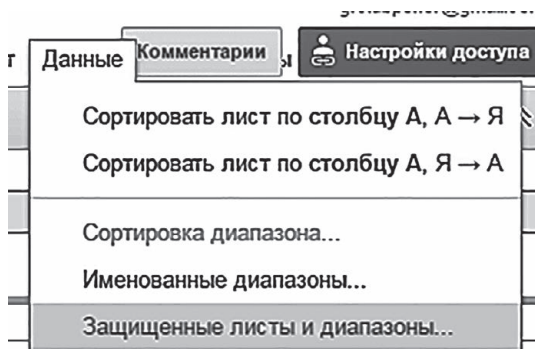 Данные
Комментарии
Настройки доступа
Сортировать лист по столбцу А, А → Я
Сортировать лист по столбцу А, Я → А
Сортировка диапазона...
Именованные диапазоны...
Защищенные листы и диапазоны...